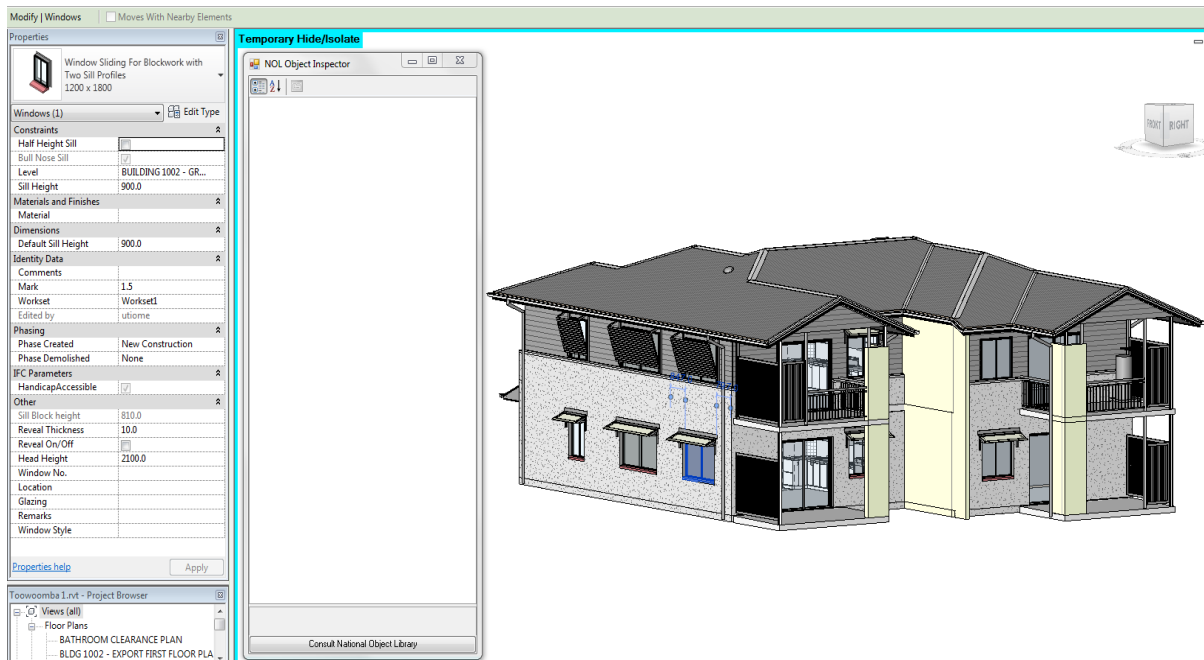 Modify | Windows
Moves With Nearby Elements
Properties
Window Sliding For Blockwork with
Two Sill Profiles
1200 x 1800
Windows (1)
Edit Type
Constraints
Half Height Sill
Bull Nose Sill
Level BUILDING 1002 - GR...
Sill Height 900.0
Materials and Finishes
Material
Dimensions
Default Sill Height 900.0
Identity Data
Comments
Mark 1.5
Workset Workset1
Edited by utiome
Phasing
Phase Created New Construction
Phase Demolished None
IFC Parameters
HandicapAccessible
Other
Sill Block height 810.0
Reveal Thickness 10.0
Reveal On/Off
Head Height 2100.0
Window No.
Location
Glazing
Remarks
Window Style
Properties help
Apply
Toowoomba 1.rvt - Project Browser
Views (all)
Floor Plans
BATHROOM CLEARANCE PLAN
BLDG 1002 - EXPORT FIRST FLOOR PLA
Temporary Hide/Isolate
NOL Object Inspector
Consult National Object Library
FRONT
RIGHT